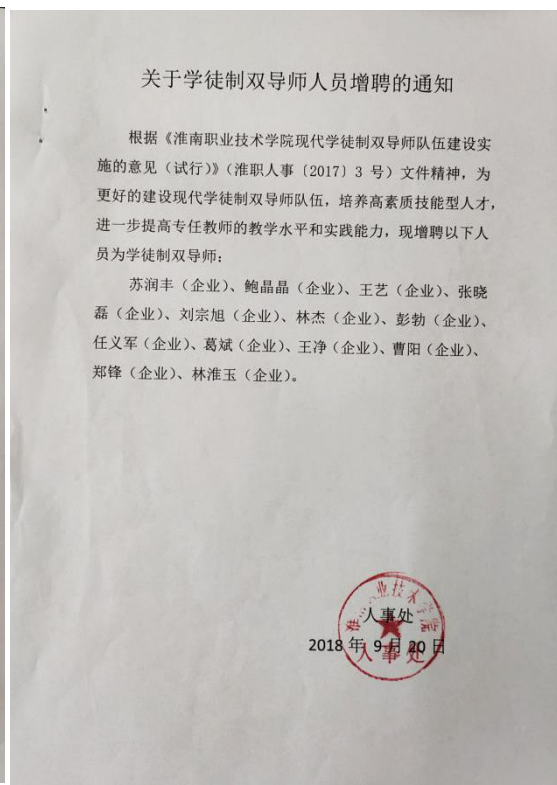 关于学徒制双导师人员增聘的通知
根据《淮南职业技术学院现代学徒制双导师队伍建设实
施的意见（试行）》（淮职人事〔2017〕3 号）文件精神，为
更好的建设现代学徒制双导师队伍，培养高素质技能型人才，
进一步提高专任教师的教学水平和实践能力，现增聘以下人
员为学徒制双导师：
苏润丰（企业）、鲍晶晶（企业）、王艺（企业）、张晓
磊（企业）、刘宗旭（企业）、林杰（企业）、彭勃（企业）、
任义军（企业）、葛斌（企业）、王净（企业）、曹阳（企业）、
郑锋（企业）、林淮玉（企业）。
人事处
2018 年 9 月 20 日
淮 业技术学院
人事处